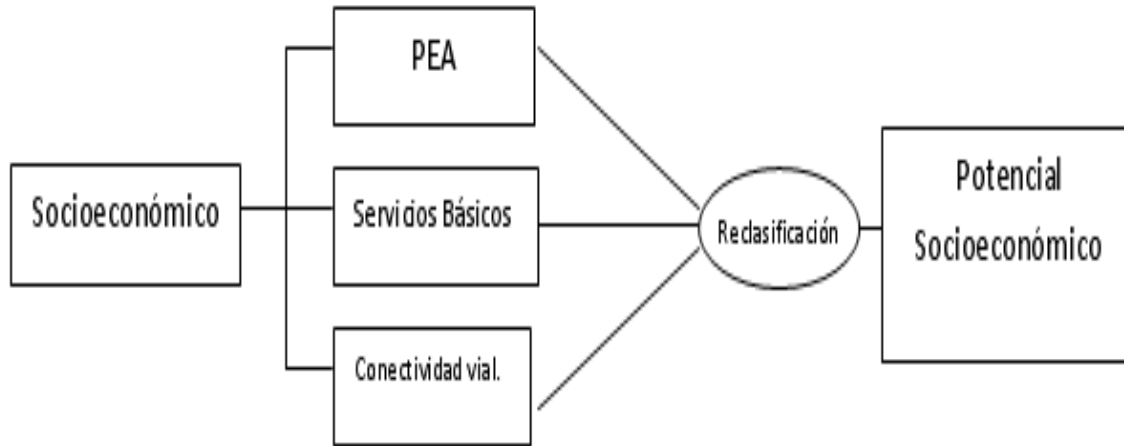 PEA
Socioeconómico
Servicios Básicos
Conectividad vial.
Reclasificación
Potencial
Socioeconómico